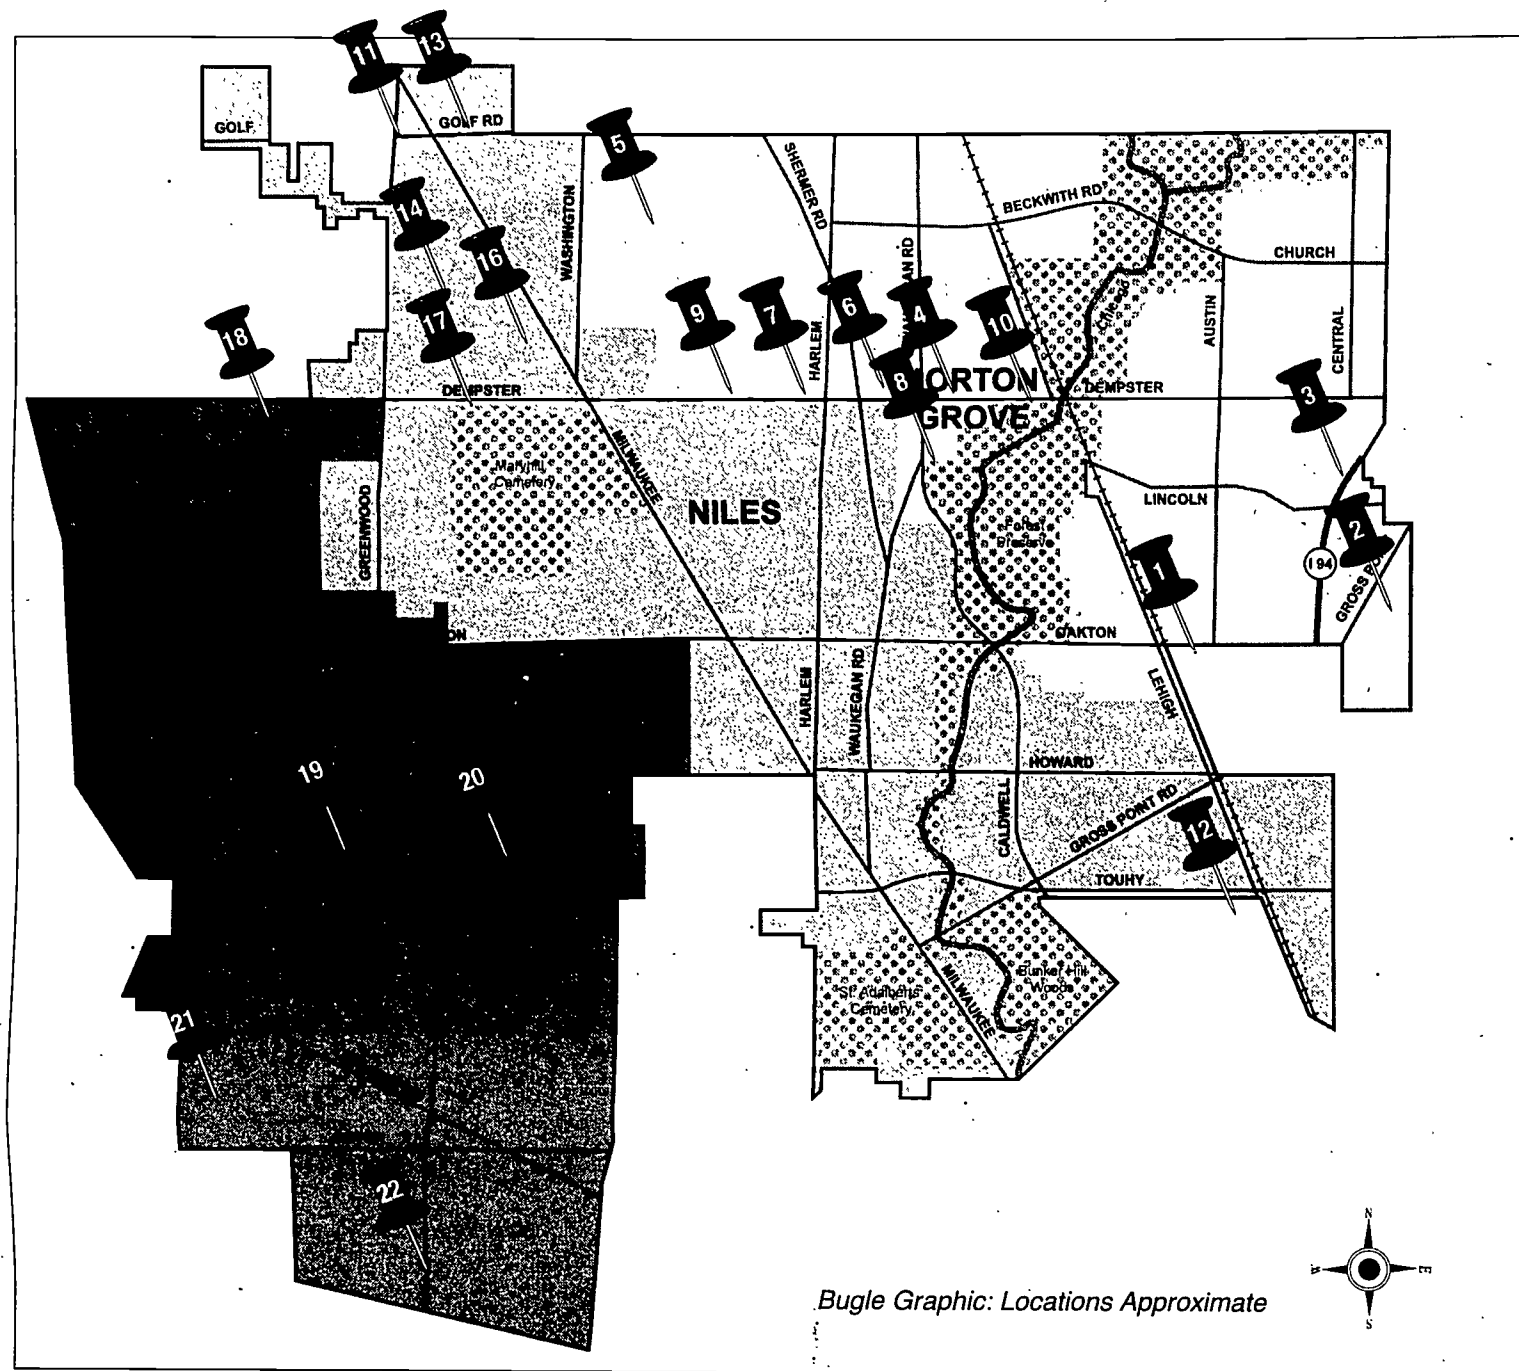 11
13
GOLF
GOLF RD
5
SHERMER RD
BECKWITH RD
14
WASHINGTON
16
CHURCH
18
17
9
7
6
4
10
HARLEM
AUSTIN
CENTRAL
8
DEMPSTER
ORTON
GROVE
DEMPSTER
3
MILWAUKEE
Maryhill
Cemetery
NILES
LINCOLN
GREENWOOD
Forest
Preserve
2
I 94
1
OAKTON
HARLEM
WAUKEGAN RD
LEHIGH
19
20
HOWARD
CALDWELL
GROSS POINT RD
12
TOUHY
Bunker Hill
Woods
St. Adalberts
Cemetery
MILWAUKEE
21
22
N
W
E
S
Bugle Graphic: Locations Approximate